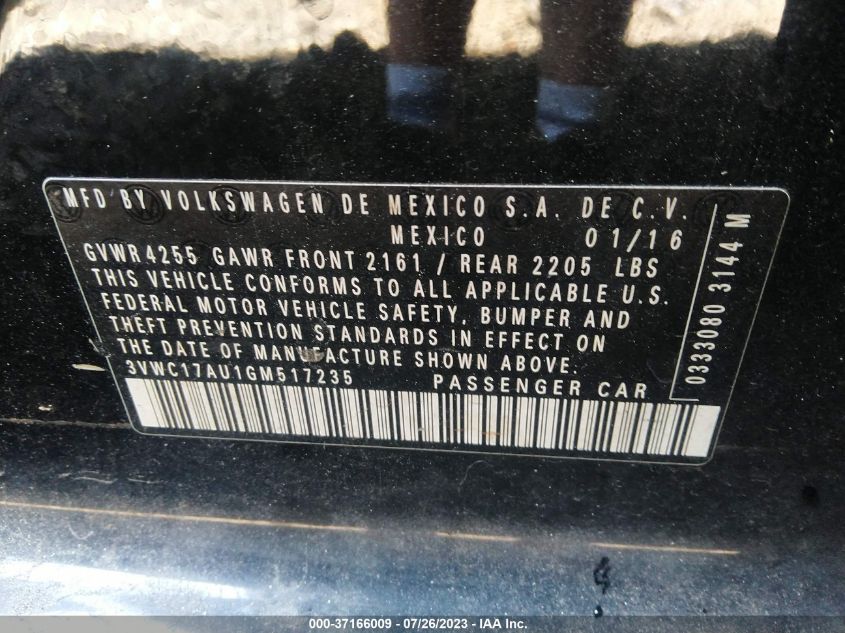 MFD BY VOLKSWAGEN DE MEXICO S.A. DE C.V.
MEXICO 01/16
GVWR 4255 GAWR FRONT 2161 / REAR 2205 LBS
THIS VEHICLE CONFORMS TO ALL APPLICABLE U.S.
FEDERAL MOTOR VEHICLE SAFETY, BUMPER AND
THEFT PREVENTION STANDARDS IN EFFECT ON
THE DATE OF MANUFACTURE SHOWN ABOVE.
3VWC17AU1GM517235 PASSENGER CAR
0333080 3144 M
000-37166009 - 07/26/2023 - IAA Inc.